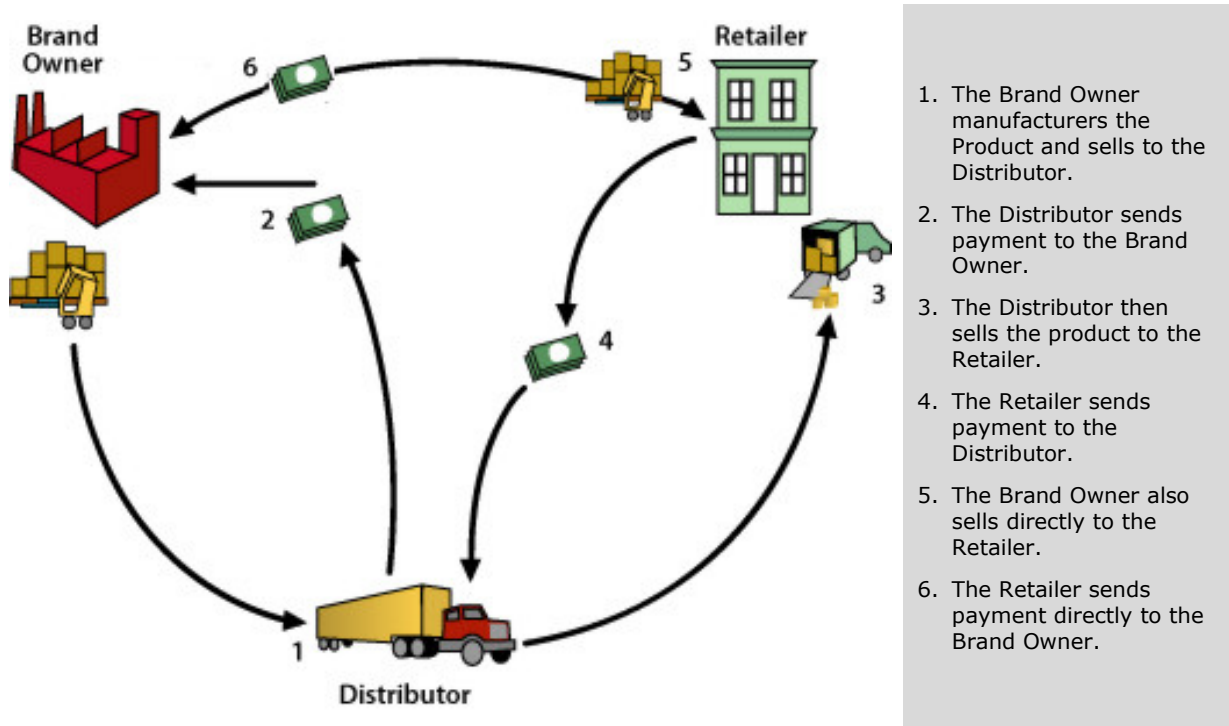 Brand
Owner
6
5
Retailer
2
3
4
1
Distributor
1. The Brand Owner
manufacturers the
Product and sells to the
Distributor.
2. The Distributor sends
payment to the Brand
Owner.
3. The Distributor then
sells the product to the
Retailer.
4. The Retailer sends
payment to the
Distributor.
5. The Brand Owner also
sells directly to the
Retailer.
6. The Retailer sends
payment directly to the
Brand Owner.